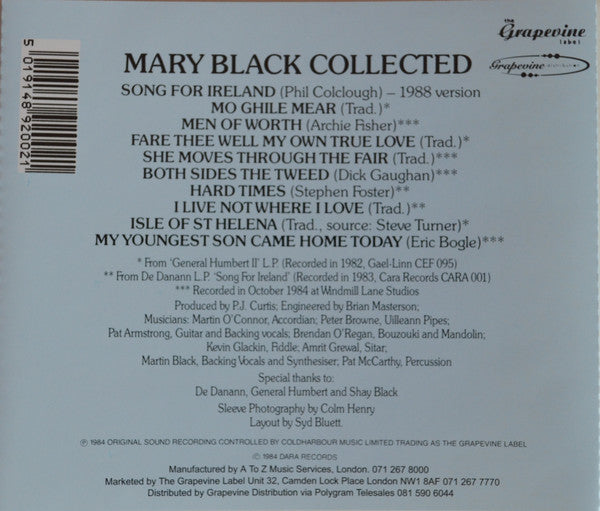 the
Grapevine
label
Grapevine distribution
5 019148 920021
MARY BLACK COLLECTED
SONG FOR IRELAND (Phil Colclough) – 1988 version
MO GHILE MEAR (Trad.)*
MEN OF WORTH (Archie Fisher)***
FARE THEE WELL MY OWN TRUE LOVE (Trad.)*
SHE MOVES THROUGH THE FAIR (Trad.)***
BOTH SIDES THE TWEED (Dick Gaughan)***
HARD TIMES (Stephen Foster)**
I LIVE NOT WHERE I LOVE (Trad.)**
ISLE OF ST HELENA (Trad., source: Steve Turner)*
MY YOUNGEST SON CAME HOME TODAY (Eric Bogle)***
* From 'General Humbert II' L.P. (Recorded in 1982, Gael-Linn CEF 095)
** From De Danann L.P. 'Song For Ireland' (Recorded in 1983, Cara Records CARA 001)
*** Recorded in October 1984 at Windmill Lane Studios
Produced by P.J. Curtis; Engineered by Brian Masterson;
Musicians: Martin O'Connor, Accordian; Peter Browne, Uilleann Pipes;
Pat Armstrong, Guitar and Backing vocals; Brendan O'Regan, Bouzouki and Mandolin;
Kevin Glackin, Fiddle; Amrit Grewal, Sitar,
Martin Black, Backing Vocals and Synthesiser; Pat McCarthy, Percussion
Special thanks to:
De Danann, General Humbert and Shay Black
Sleeve Photography by Colm Henry
Layout by Syd Bluett.
℗ 1984 ORIGINAL SOUND RECORDING CONTROLLED BY COLDHARBOUR MUSIC LIMITED TRADING AS THE GRAPEVINE LABEL
© 1984 DARA RECORDS
Manufactured by A To Z Music Services, London. 071 267 8000
Marketed by The Grapevine Label Unit 32, Camden Lock Place London NW1 8AF 071 267 7770
Distributed by Grapevine Distribution via Polygram Telesales 081 590 6044